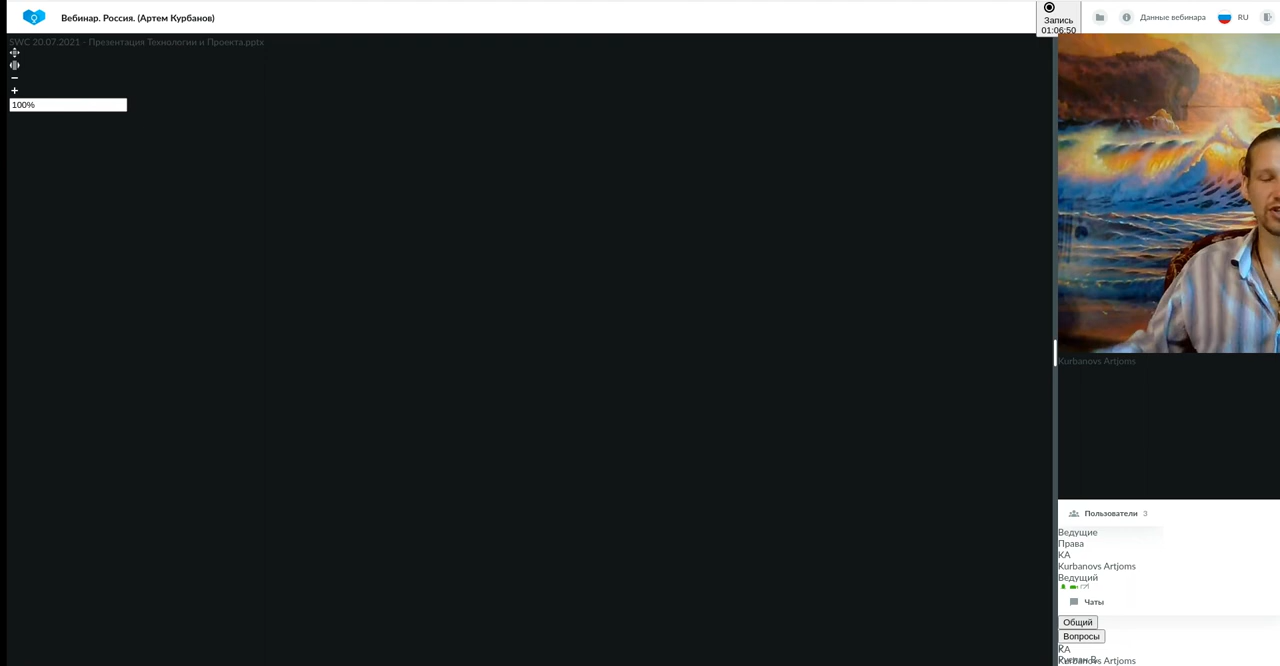 Вебинар. Россия. (Артем Курбанов)
Запись
01:06:50
Данные вебинара
RU
SWC 20.07.2021 - Презентация Технологии и Проекта.pptx
100%
Kurbanovs Artjoms
Пользователи 3
Ведущие
Права
KA
Kurbanovs Artjoms
Ведущий
Чаты
Общий
Вопросы
KA
Kurbanovs Artjoms